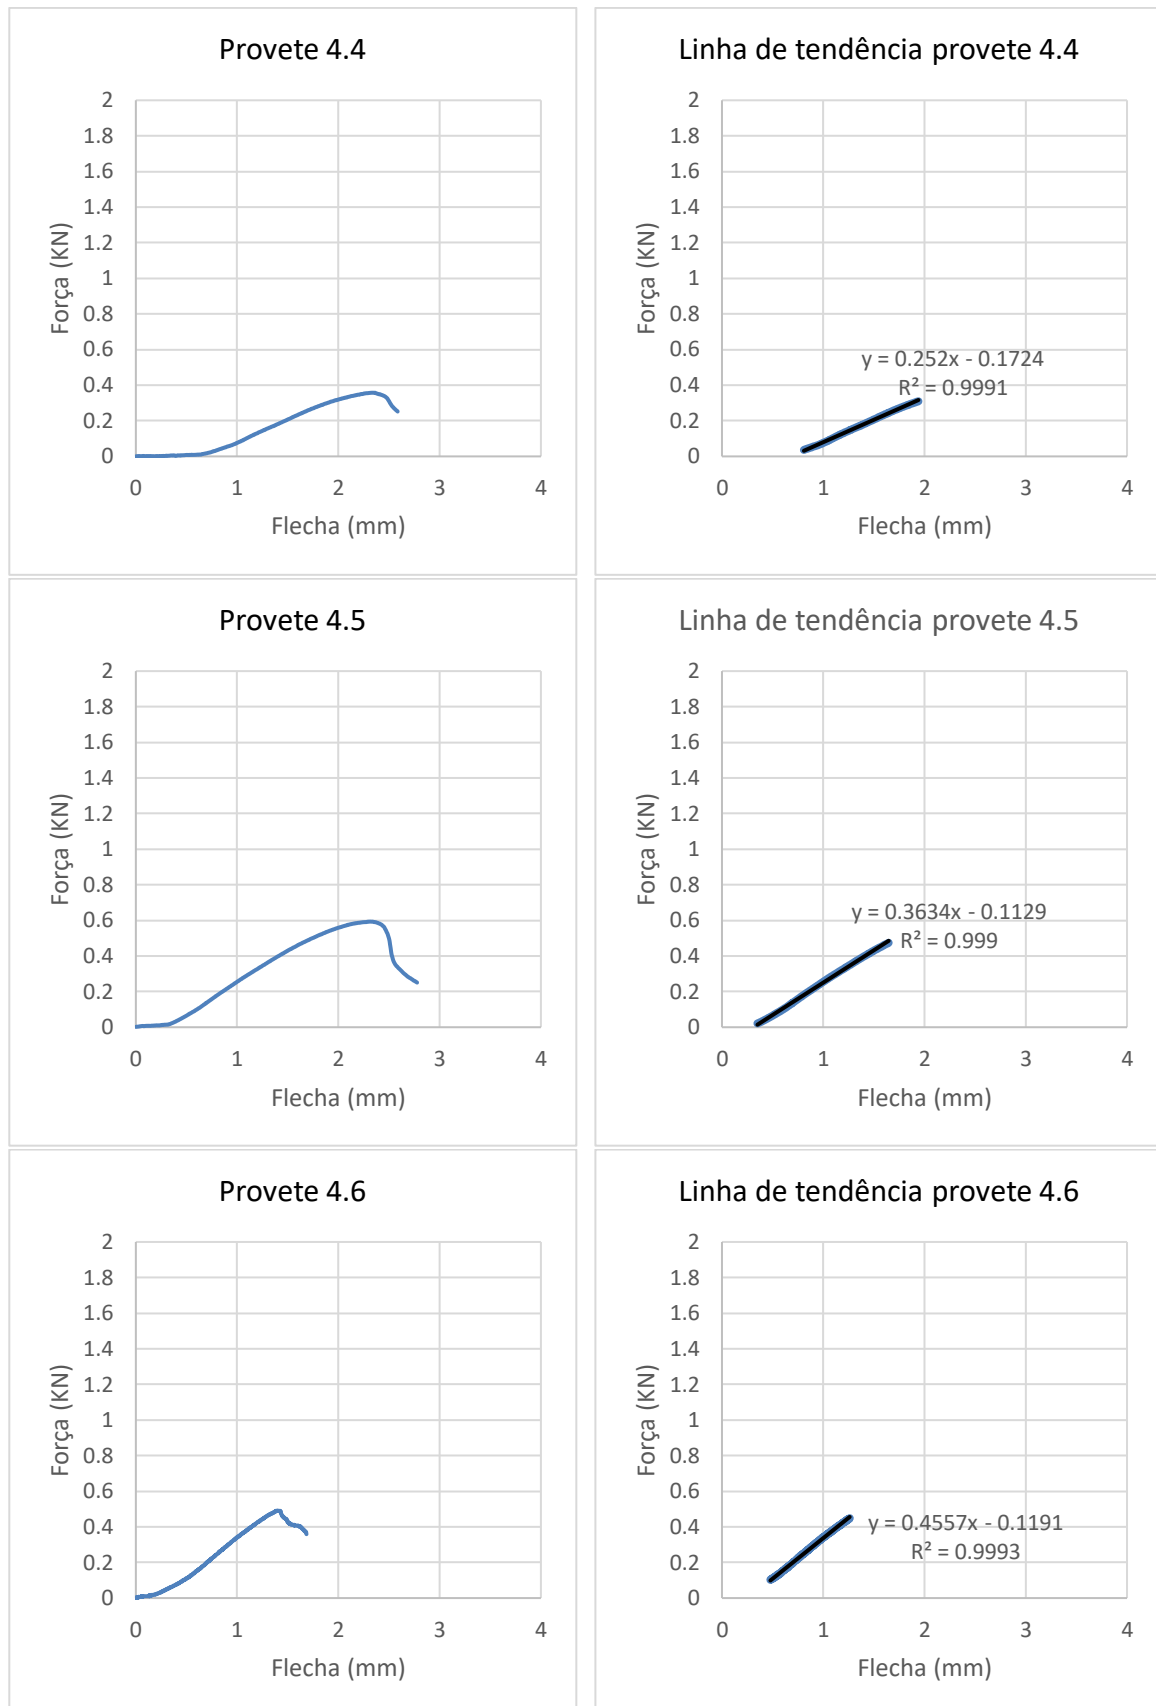 Provete 4.4
2
1.8
1.6
1.4
1.2
1
0.8
0.6
0.4
0.2
0
0 1 2 3 4
Força (KN)
Flecha (mm)
Linha de tendência provete 4.4
2
1.8
1.6
1.4
1.2
1
0.8
0.6
0.4
0.2
0
0 1 2 3 4
Força (KN)
Flecha (mm)
y = 0.252x - 0.1724
R² = 0.9991
Provete 4.5
2
1.8
1.6
1.4
1.2
1
0.8
0.6
0.4
0.2
0
0 1 2 3 4
Força (KN)
Flecha (mm)
Linha de tendência provete 4.5
2
1.8
1.6
1.4
1.2
1
0.8
0.6
0.4
0.2
0
0 1 2 3 4
Força (KN)
Flecha (mm)
y = 0.3634x - 0.1129
R² = 0.999
Provete 4.6
2
1.8
1.6
1.4
1.2
1
0.8
0.6
0.4
0.2
0
0 1 2 3 4
Força (KN)
Flecha (mm)
Linha de tendência provete 4.6
2
1.8
1.6
1.4
1.2
1
0.8
0.6
0.4
0.2
0
0 1 2 3 4
Força (KN)
Flecha (mm)
y = 0.4557x - 0.1191
R² = 0.9993